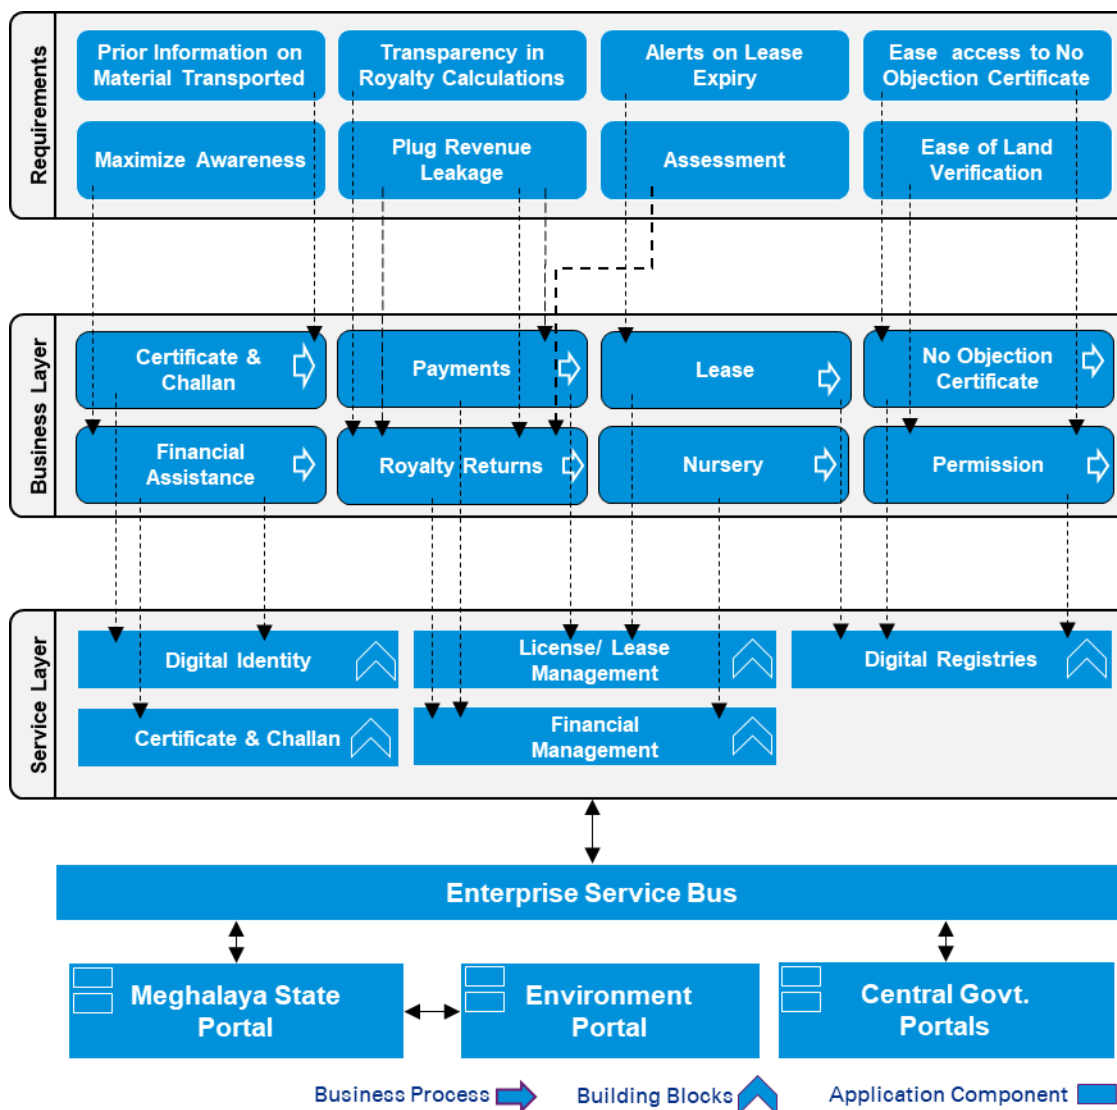 Requirements
Prior Information on
Material Transported
Transparency in
Royalty Calculations
Alerts on Lease
Expiry
Ease access to No
Objection Certificate
Maximize Awareness
Plug Revenue
Leakage
Assessment
Ease of Land
Verification
Business Layer
Certificate &
Challan
Payments
Lease
No Objection
Certificate
Financial
Assistance
Royalty Returns
Nursery
Permission
Service Layer
Digital Identity
License/ Lease
Management
Digital Registries
Certificate & Challan
Financial
Management
Enterprise Service Bus
Meghalaya State
Portal
Environment
Portal
Central Govt.
Portals
Business Process
Building Blocks
Application Component